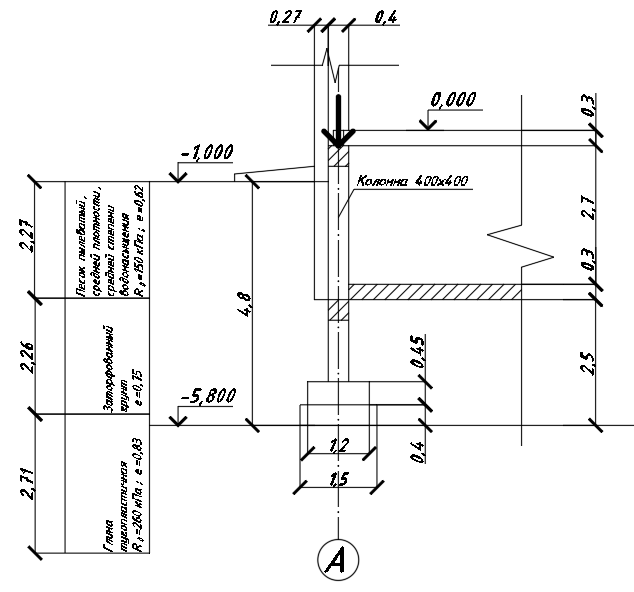 0,27
0,4
0,000
0,3
-1,000
Колонна 400х400
2,27
Песок пылеватый,
средней плотности,
средней степени
водонасыщения
R₀=150 кПа; е=0,62
2,7
0,3
4,8
2,26
Заторфованный
грунт
е=0,75
0,45
2,5
-5,800
1,2
0,4
1,5
2,71
Глина
тугопластичная
R₀=260 кПа; е=0,83
А